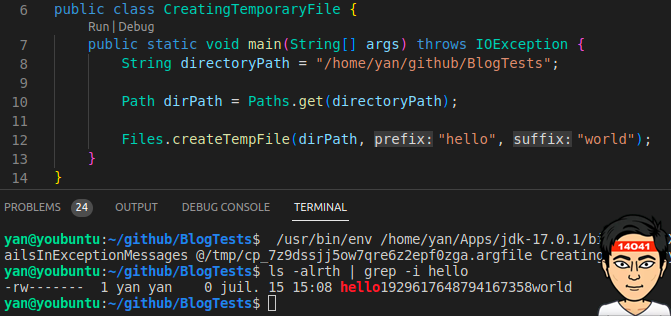 6 public class CreatingTemporaryFile {
Run | Debug
7 public static void main(String[] args) throws IOException {
8 String directoryPath = "/home/yan/github/BlogTests";
9
10 Path dirPath = Paths.get(directoryPath);
11
12 Files.createTempFile(dirPath, prefix: "hello", suffix: "world");
13 }
14 }
PROBLEMS 24 OUTPUT DEBUG CONSOLE TERMINAL
yan@youbuntu:~/github/BlogTests$ /usr/bin/env /home/yan/Apps/jdk-17.0.1/bi
ailsInExceptionMessages @/tmp/cp_7z9dssjj5ow7qre6z2epf0zga.argfile Creating
yan@youbuntu:~/github/BlogTests$ ls -alrth | grep -i hello
-rw------- 1 yan yan 0 juil. 15 15:08 hello1929617648794167358world
yan@youbuntu:~/github/BlogTests$
14041